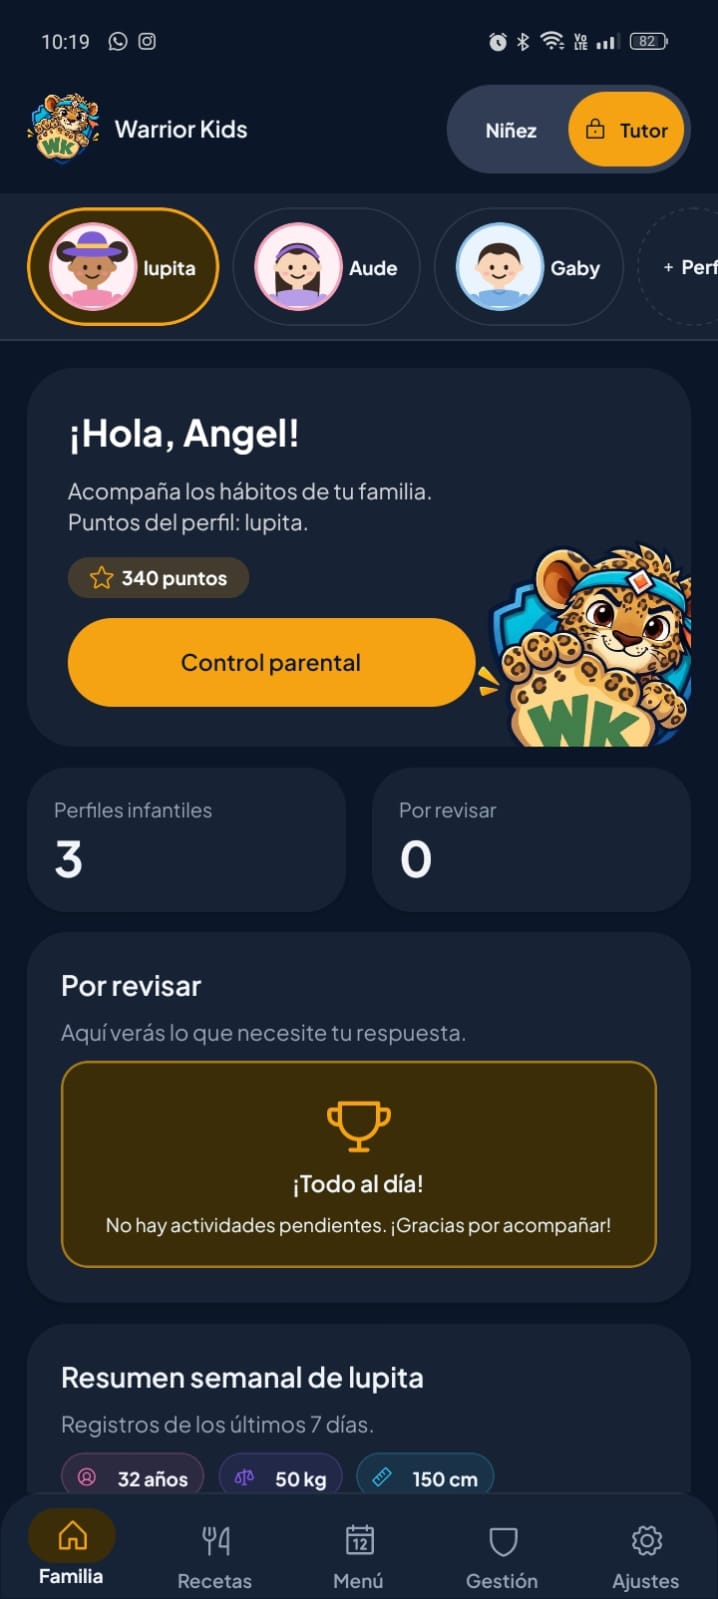 10:19
Vo LTE
82
WK
Warrior Kids
Niñez
Tutor
lupita
Aude
Gaby
+ Perf
¡Hola, Angel!
Acompaña los hábitos de tu familia.
Puntos del perfil: lupita.
340 puntos
Control parental
WK
Perfiles infantiles
3
Por revisar
0
Por revisar
Aquí verás lo que necesite tu respuesta.
¡Todo al día!
No hay actividades pendientes. ¡Gracias por acompañar!
Resumen semanal de lupita
Registros de los últimos 7 días.
32 años
50 kg
150 cm
12
Familia
Recetas
Menú
Gestión
Ajustes